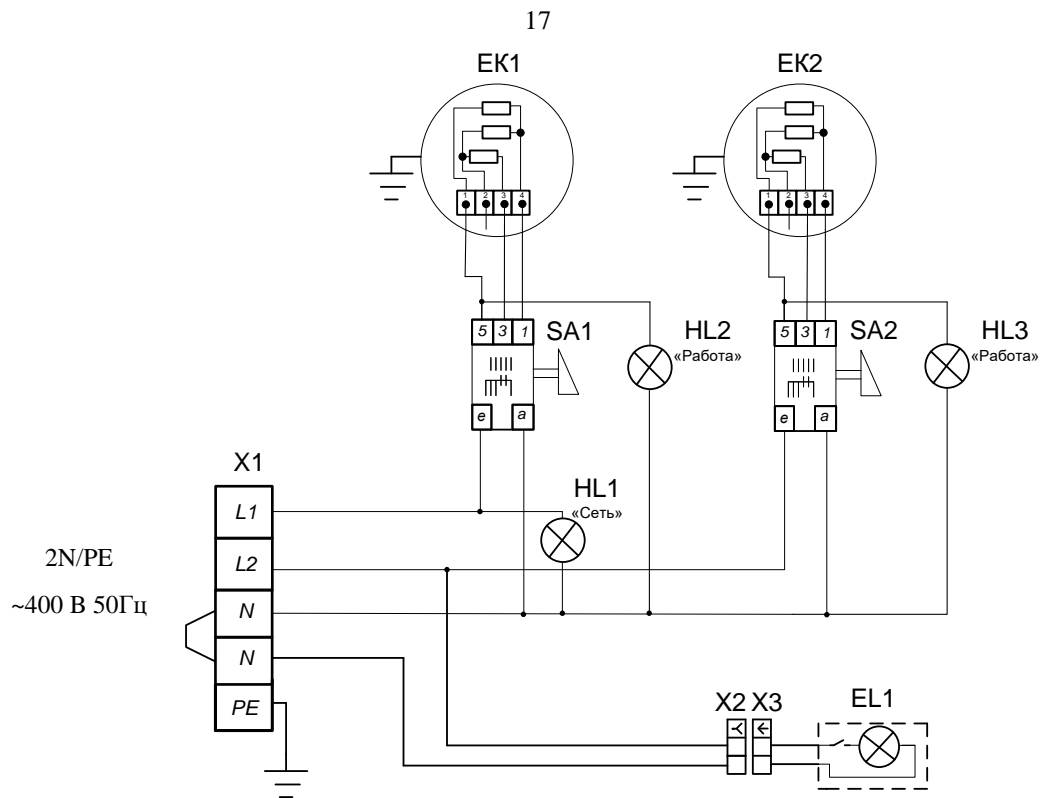 17
EK1 EK2
1 2 3 4 1 2 3 4
5 3 1 SA1 HL2 5 3 1 SA2 HL3
«Работа» «Работа»
e a e a
X1
HL1
L1 «Сеть»
2N/PE L2
~400 В 50Гц N
N
X2 X3 EL1
PE